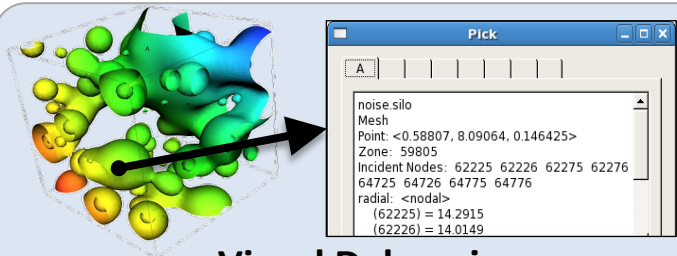 Pick
A
A
noise.silo
Mesh
Point: <0.58807, 8.09064, 0.146425>
Zone: 59805
Incident Nodes: 62225 62226 62275 62276
64725 64726 64775 64776
radial: <nodal>
(62225) = 14.2915
(62226) = 14.0149